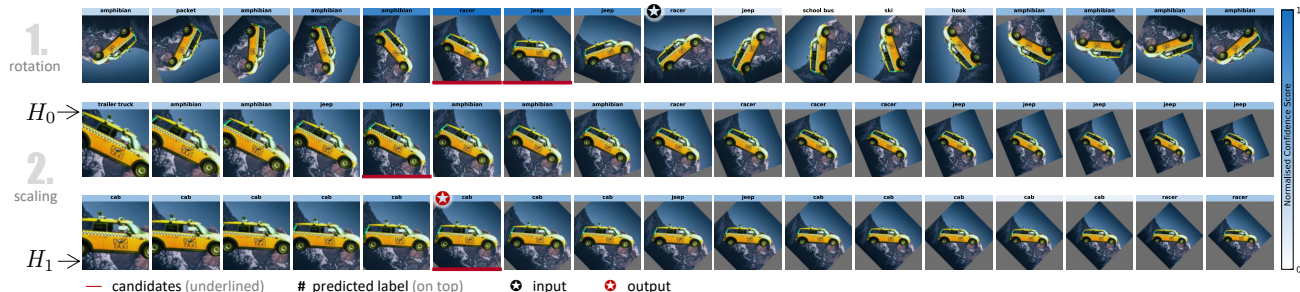 amphibian packet amphibian amphibian amphibian racer jeep jeep racer jeep school bus ski hook amphibian amphibian amphibian amphibian
1.
rotation
trailer truck amphibian amphibian jeep jeep amphibian amphibian amphibian racer racer racer racer jeep jeep jeep jeep jeep
H0
TAXI
2.
scaling
cab cab cab cab cab cab cab cab jeep jeep cab cab cab cab cab racer racer
TAXI
H1
candidates (underlined) # predicted label (on top) input output
1
Normalised Confidence Score
0